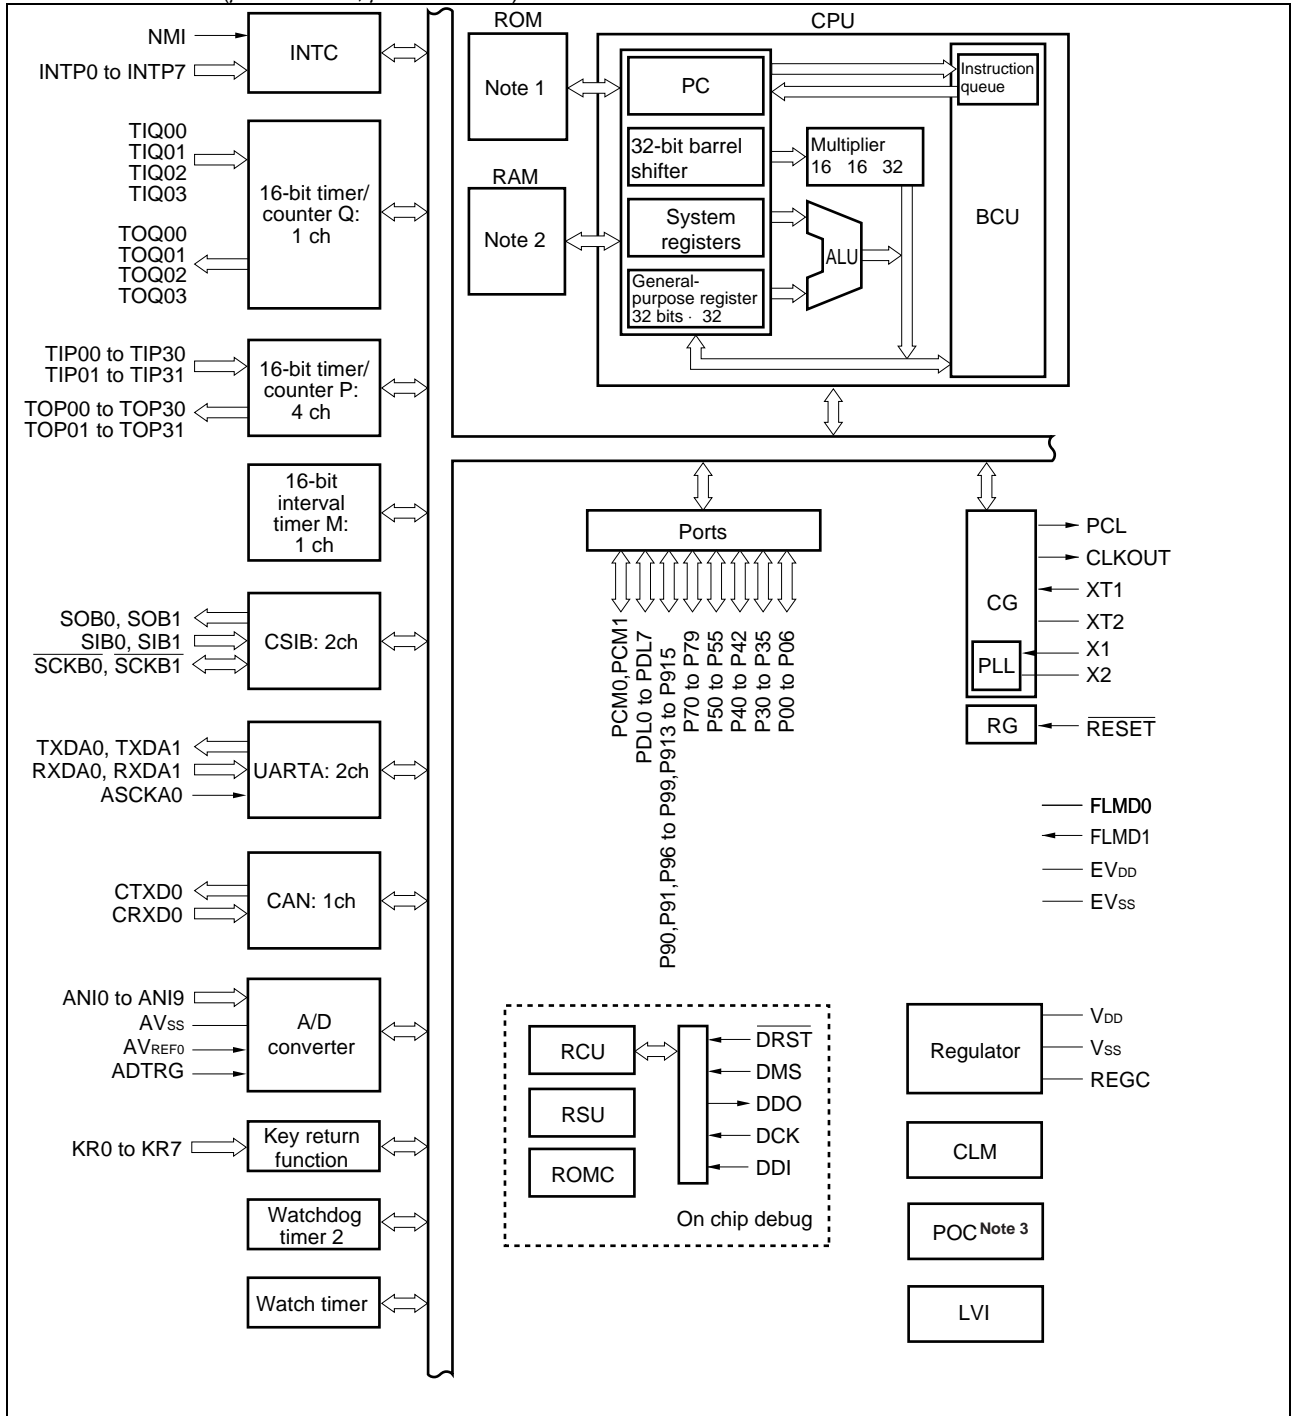 NMI
INTP0 to INTP7
INTC
TIQ00
TIQ01
TIQ02
TIQ03
TOQ00
TOQ01
TOQ02
TOQ03
16-bit timer/
counter Q:
1 ch
TIP00 to TIP30
TIP01 to TIP31
TOP00 to TOP30
TOP01 to TOP31
16-bit timer/
counter P:
4 ch
16-bit
interval
timer M:
1 ch
SOB0, SOB1
SIB0, SIB1
SCKB0, SCKB1
CSIB: 2ch
TXDA0, TXDA1
RXDA0, RXDA1
ASCKA0
UARTA: 2ch
CTXD0
CRXD0
CAN: 1ch
ANI0 to ANI9
AVSS
AVREF0
ADTRG
A/D
converter
KR0 to KR7
Key return
function
Watchdog
timer 2
Watch timer
ROM
Note 1
RAM
Note 2
CPU
PC
32-bit barrel
shifter
System
registers
General-
purpose register
32 bits · 32
Multiplier
16 16 32
ALU
Instruction
queue
BCU
Ports
PCM0,PCM1
PDL0 to PDL7
P90,P91,P96 to P99,P913 to P915
P70 to P79
P50 to P55
P40 to P42
P30 to P35
P00 to P06
CG
PLL
PCL
CLKOUT
XT1
XT2
X1
X2
RG
RESET
FLMD0
FLMD1
EVDD
EVSS
RCU
RSU
ROMC
DRST
DMS
DDO
DCK
DDI
On chip debug
Regulator
VDD
VSS
REGC
CLM
POC Note 3
LVI